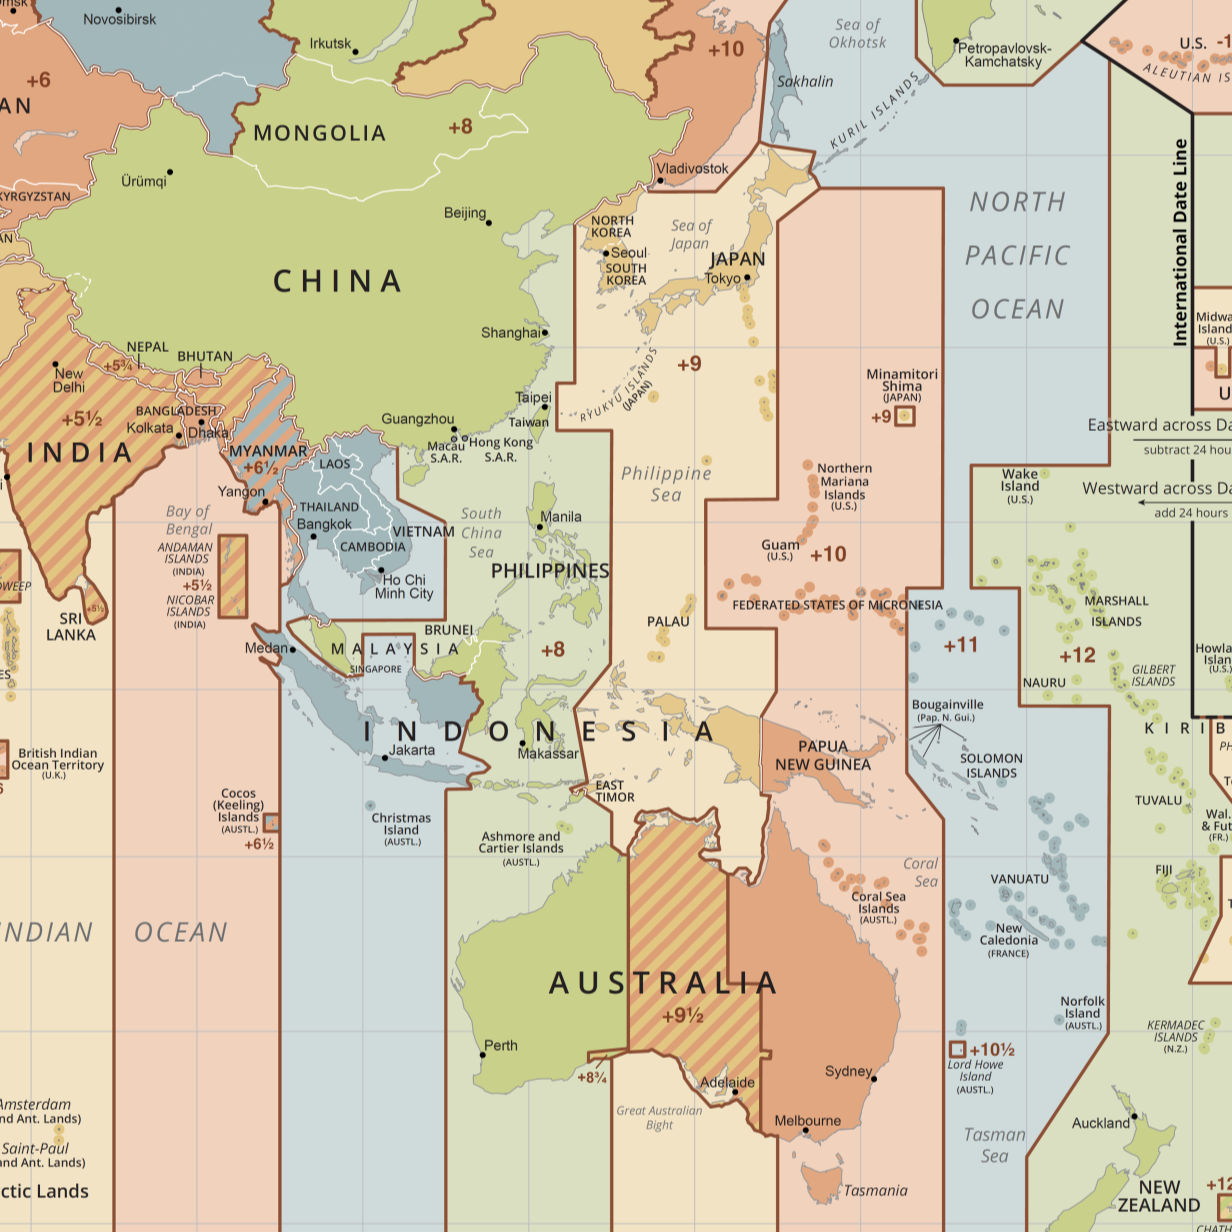 Novosibirsk
Irkutsk
+10
Sea of
Okhotsk
Petropavlovsk-
Kamchatsky
U.S.
-1
ALEUTIAN IS
+6
AN
MONGOLIA
+8
Sakhalin
KURIL ISLANDS
Ürümqi
Vladivostok
KYRGYZSTAN
Beijing
NORTH
PACIFIC
OCEAN
International Date Line
AN
NORTH
KOREA
Seoul
SOUTH
KOREA
Sea of
Japan
JAPAN
Tokyo
CHINA
Shanghai
Midwa
Island
(U.S.)
NEPAL
BHUTAN
+5¾
New
Delhi
+5½
RYUKYU ISLANDS
(JAPAN)
+9
Minamitori
Shima
(JAPAN)
+9
U
BANGLADESH
Kolkata
Dhaka
INDIA
Taipei
Taiwan
Guangzhou
Macau
S.A.R.
Hong Kong
S.A.R.
Eastward across Da
subtract 24 hou
MYANMAR
+6½
Yangon
LAOS
THAILAND
Bangkok
VIETNAM
CAMBODIA
Ho Chi
Minh City
Philippine
Sea
Northern
Mariana
Islands
(U.S.)
Wake
Island
(U.S.)
Westward across Da
add 24 hours
Bay of
Bengal
ANDAMAN
ISLANDS
(INDIA)
+5½
NICOBAR
ISLANDS
(INDIA)
South
China
Sea
Manila
PHILIPPINES
Guam
(U.S.)
+10
DWEEP
+5½
SRI
LANKA
FEDERATED STATES OF MICRONESIA
MARSHALL
ISLANDS
Medan
MALAYSIA
SINGAPORE
BRUNEI
+8
PALAU
+11
+12
Howla
Islan
(U.S.)
ES
NAURU
GILBERT
ISLANDS
INDONESIA
Jakarta
Makassar
Bougainville
(Pap. N. Gui.)
KIRIB
PAPUA
NEW GUINEA
SOLOMON
ISLANDS
British Indian
Ocean Territory
(U.K.)
Cocos
(Keeling)
Islands
(AUSTL.)
+6½
Christmas
Island
(AUSTL.)
EAST
TIMOR
Ashmore and
Cartier Islands
(AUSTL.)
TUVALU
Wal.
& Fut
(FR.)
Coral
Sea
Coral Sea
Islands
(AUSTL.)
VANUATU
FIJI
INDIAN OCEAN
New
Caledonia
(FRANCE)
AUSTRALIA
+9½
Norfolk
Island
(AUSTL.)
KERMADEC
ISLANDS
(N.Z.)
Perth
+8¾
+10½
Lord Howe
Island
(AUSTL.)
Adelaide
Sydney
Amsterdam
nd Ant. Lands)
Saint-Paul
and Ant. Lands)
ctic Lands
Great Australian
Bight
Melbourne
Tasman
Sea
Auckland
Tasmania
NEW
ZEALAND
+12
CHATH